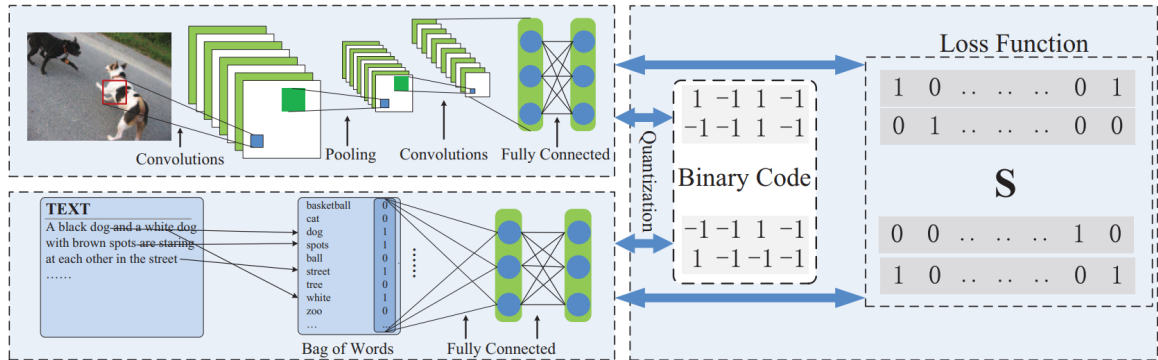 Convolutions
Pooling
Convolutions
Fully Connected
TEXT
A black dog and a white dog
with brown spots are staring
at each other in the street
......
basketball 0
cat 0
dog 1
spots 1
ball 0
street 1
tree 0
white 1
zoo 0
... ...
......
Bag of Words
Fully Connected
Quantization
1 -1 1 -1
-1 -1 1 -1
Binary Code
-1 -1 1 -1
1 -1 -1 -1
Loss Function
1 0 .. .. .. 0 1
0 1 .. .. .. 0 0
S
0 0 .. .. .. 1 0
1 0 .. .. .. 0 1